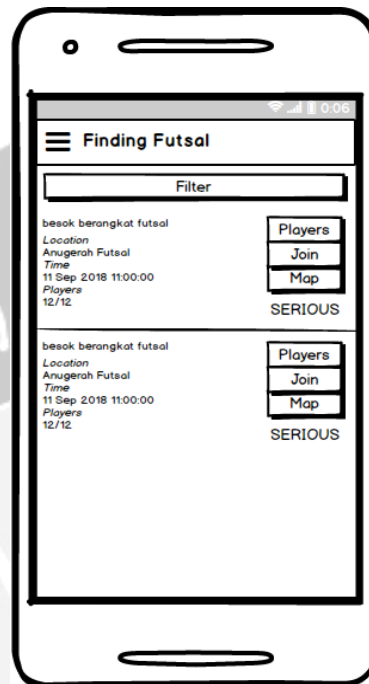 0.06
Finding Futsal
Filter
besok berangkat futsal
Location
Anugerah Futsal
Time
11 Sep 2018 11:00:00
Players
12/12
Players
Join
Map
SERIOUS
besok berangkat futsal
Location
Anugerah Futsal
Time
11 Sep 2018 11:00:00
Players
12/12
Players
Join
Map
SERIOUS